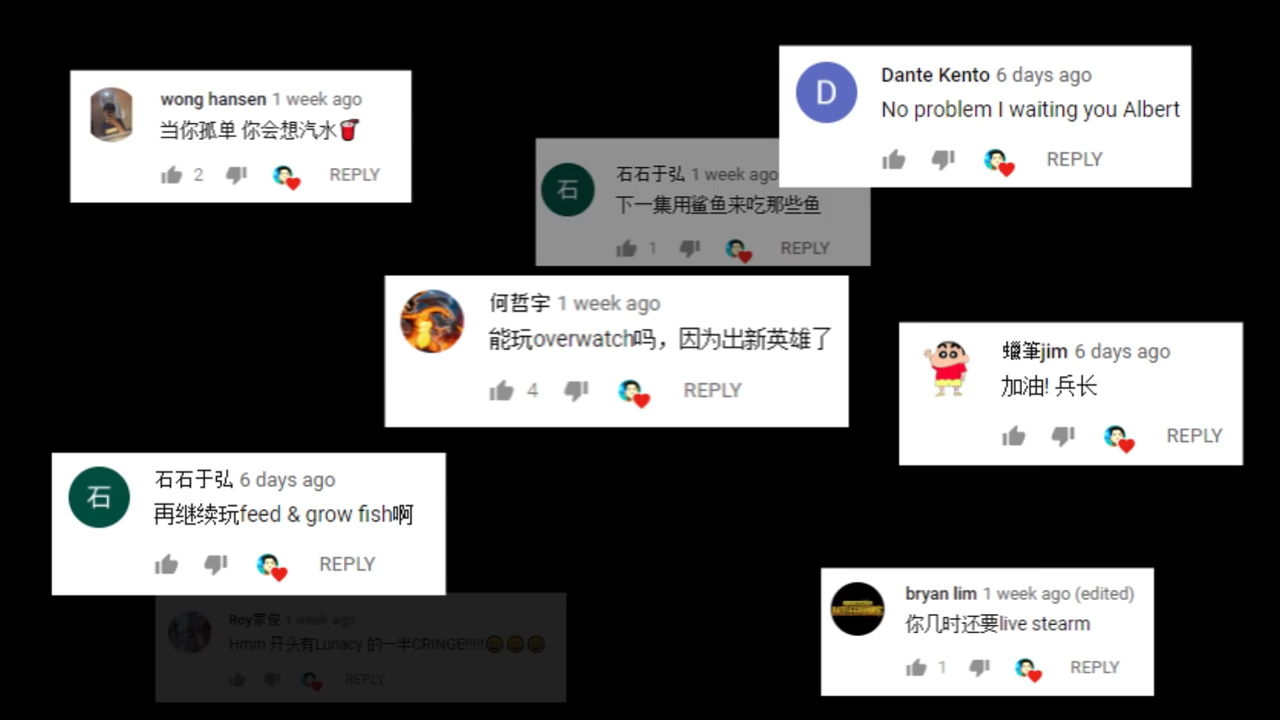 wong hansen 1 week ago
当你孤单 你会想汽水🥤
2 REPLY
D
Dante Kento 6 days ago
No problem I waiting you Albert
REPLY
石
石石于弘 1 week ago
下一集用鲨鱼来吃那些鱼
1 REPLY
何哲宇 1 week ago
能玩overwatch吗，因为出新英雄了
4 REPLY
蠟筆jim 6 days ago
加油! 兵长
REPLY
石
石石于弘 6 days ago
再继续玩feed & grow fish啊
REPLY
bryan lim 1 week ago (edited)
你几时还要live stearm
1 REPLY
Roy家俊 1 week ago
Hmm 开头有Lunacy 的一半CRINGE!!!!!😂😂😂
REPLY